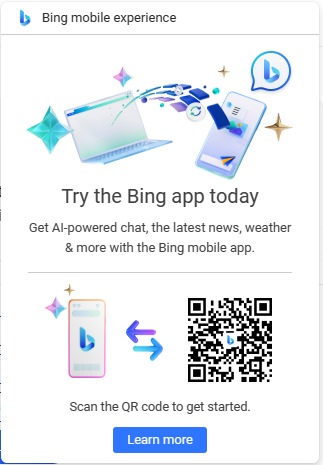 Bing mobile experience
Try the Bing app today
Get AI-powered chat, the latest news, weather
& more with the Bing mobile app.
Scan the QR code to get started.
Learn more